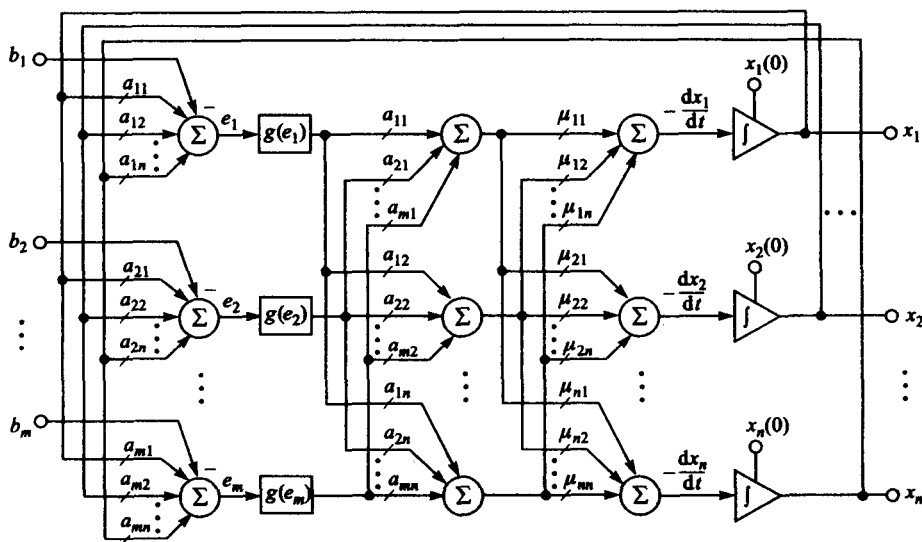 b₁
a₁₁
a₁₂
a₁ₙ
−
Σ
e₁
g(e₁)
a₁₁
a₂₁
aₘ₁
Σ
μ₁₁
μ₁₂
μ₁ₙ
Σ
−dx₁/dt
x₁(0)
∫
x₁
b₂
a₂₁
a₂₂
a₂ₙ
−
Σ
e₂
g(e₂)
a₁₂
a₂₂
aₘ₂
Σ
μ₂₁
μ₂₂
μ₂ₙ
Σ
−dx₂/dt
x₂(0)
∫
x₂
bₘ
aₘ₁
aₘ₂
aₘₙ
−
Σ
eₘ
g(eₘ)
a₁ₙ
a₂ₙ
aₘₙ
Σ
μₙ₁
μₙ₂
μₙₙ
Σ
−dxₙ/dt
xₙ(0)
∫
xₙ